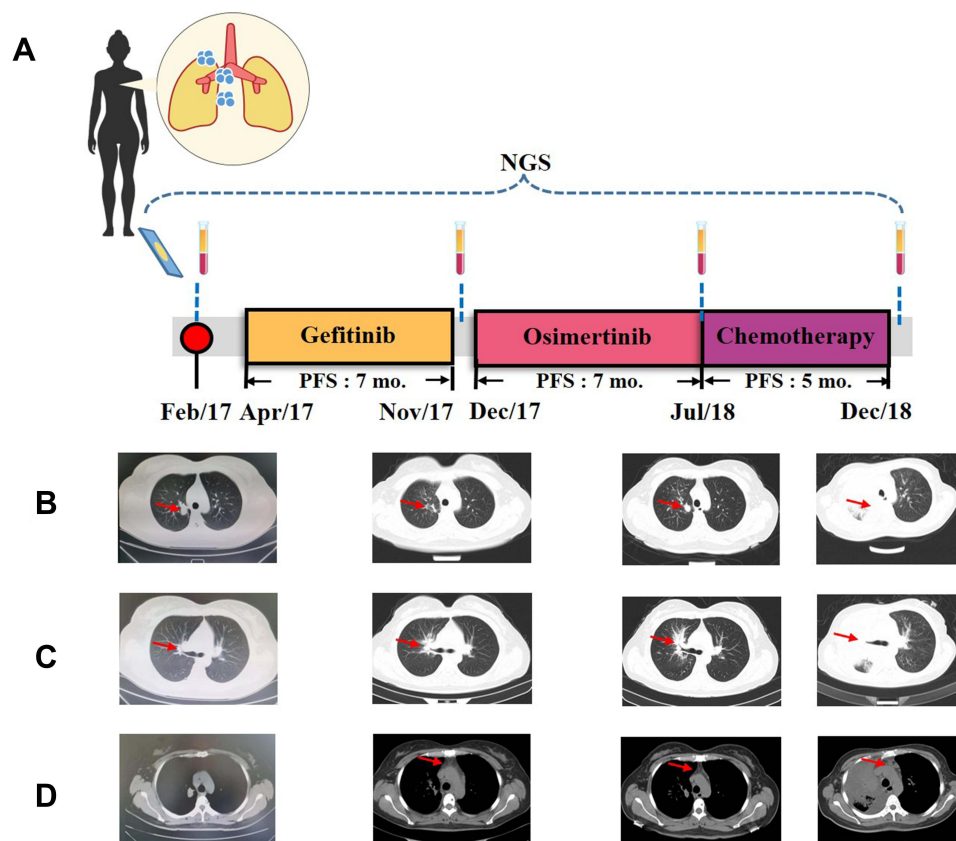 A
NGS
Gefitinib
Osimertinib
Chemotherapy
PFS : 7 mo.
PFS : 7 mo.
PFS : 5 mo.
Feb/17
Apr/17
Nov/17
Dec/17
Jul/18
Dec/18
B
C
D